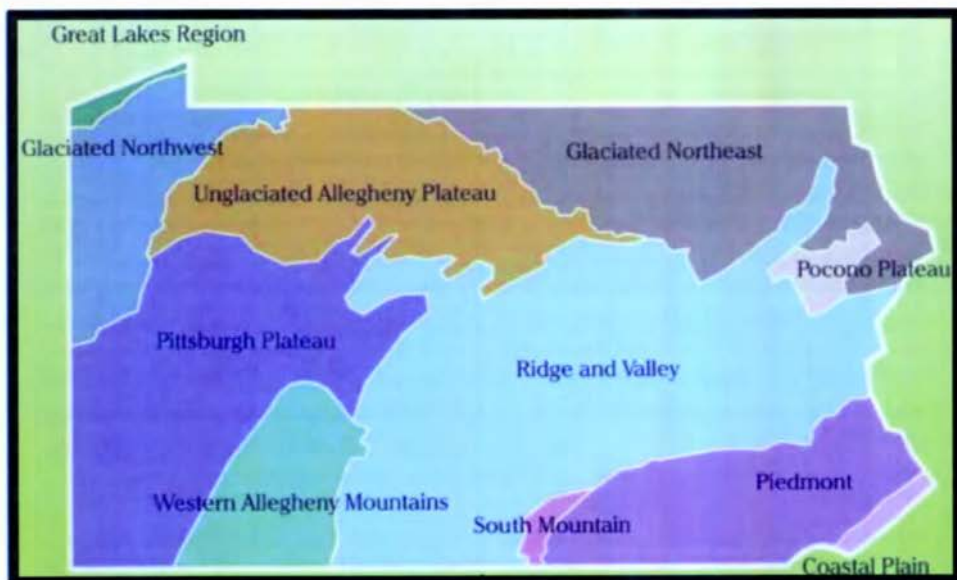 Great Lakes Region
Glaciated Northwest
Glaciated Northeast
Unglaciated Allegheny Plateau
Pocono Plateau
Pittsburgh Plateau
Ridge and Valley
Western Allegheny Mountains
Piedmont
South Mountain
Coastal Plain